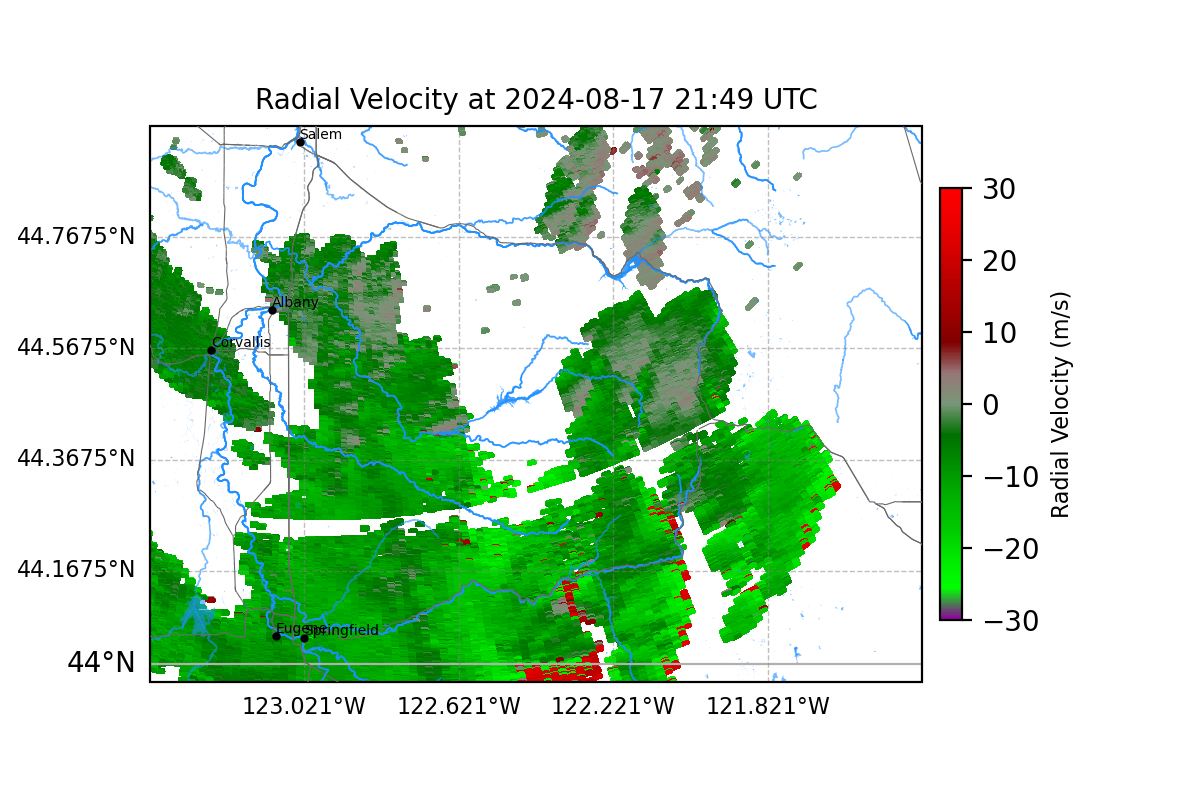 Radial Velocity at 2024-08-17 21:49 UTC
Salem
44.7675°N
Albany
Corvallis
44.5675°N
44.3675°N
44.1675°N
Eugene
Springfield
44°N
123.021°W
122.621°W
122.221°W
121.821°W
30
20
10
0
−10
−20
−30
Radial Velocity (m/s)